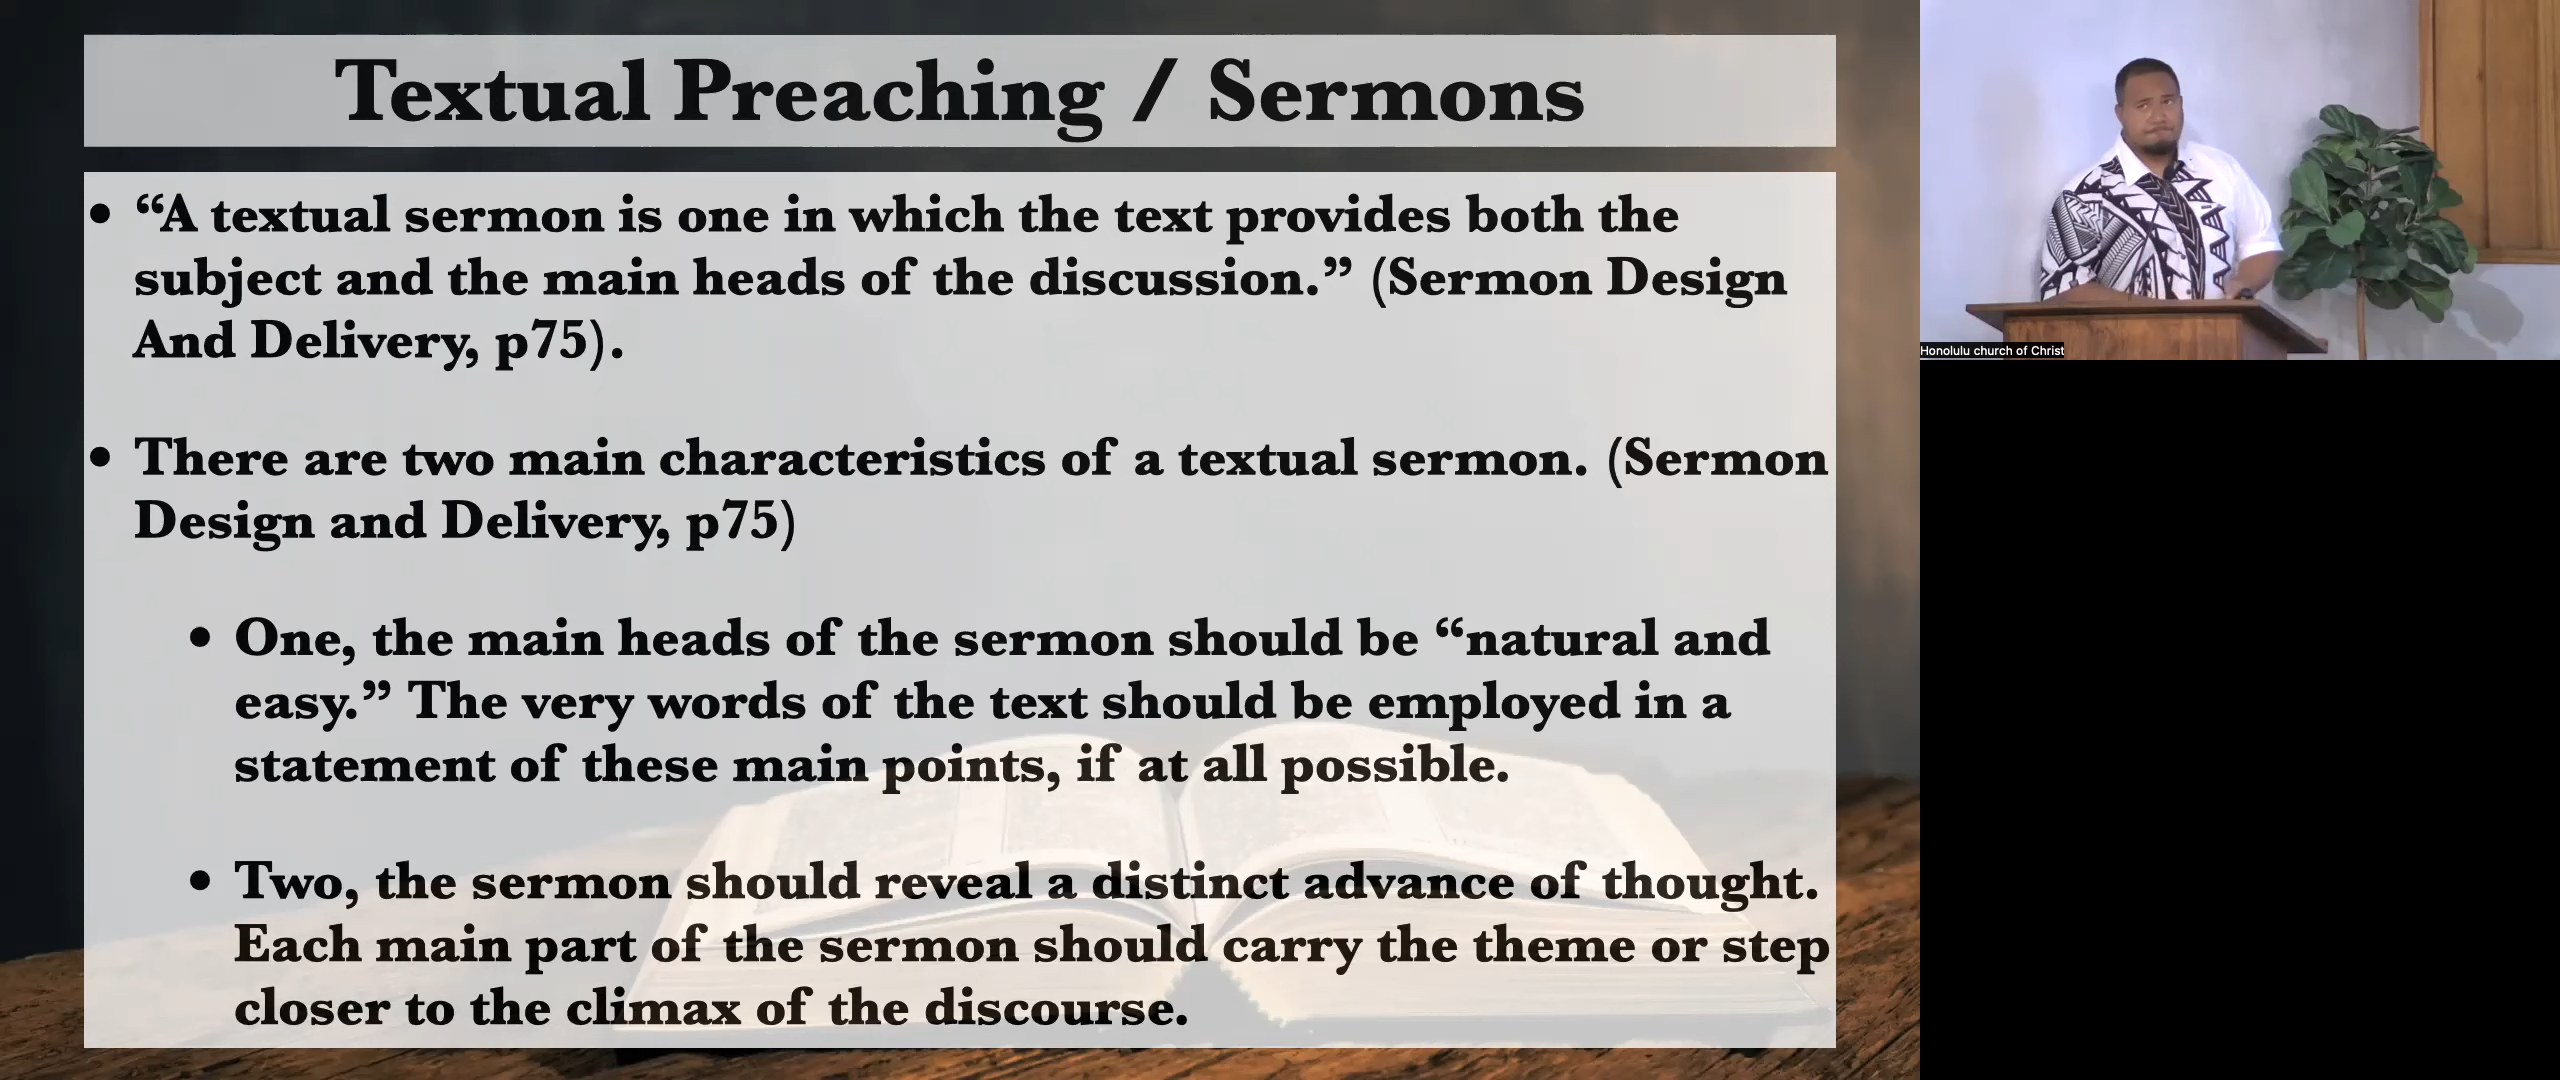 Textual Preaching / Sermons
• “A textual sermon is one in which the text provides both the
subject and the main heads of the discussion.” (Sermon Design
And Delivery, p75).
• There are two main characteristics of a textual sermon. (Sermon
Design and Delivery, p75)
• One, the main heads of the sermon should be “natural and
easy.” The very words of the text should be employed in a
statement of these main points, if at all possible.
• Two, the sermon should reveal a distinct advance of thought.
Each main part of the sermon should carry the theme or step
closer to the climax of the discourse.
Honolulu church of Christ